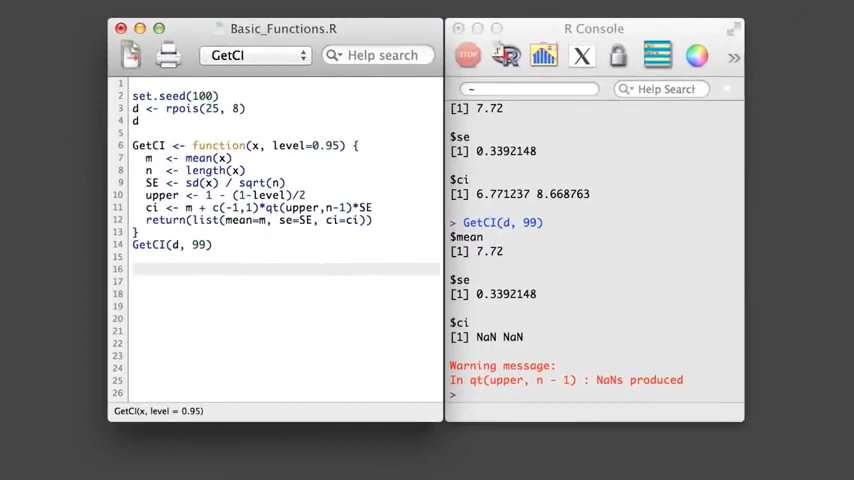 Basic_Functions.R
GetCI
Help search
1
2 set.seed(100)
3 d <- rpois(25, 8)
4 d
5
6 GetCI <- function(x, level=0.95) {
7 m <- mean(x)
8 n <- length(x)
9 SE <- sd(x) / sqrt(n)
10 upper <- 1 - (1-level)/2
11 ci <- m + c(-1,1)*qt(upper,n-1)*SE
12 return(list(mean=m, se=SE, ci=ci))
13 }
14 GetCI(d, 99)
15
16
17
18
19
20
21
22
23
24
25
26
GetCI(x, level = 0.95)
R Console
STOP
R
X
»
~
Help Search
[1] 7.72
$se
[1] 0.3392148
$ci
[1] 6.771237 8.668763
> GetCI(d, 99)
$mean
[1] 7.72
$se
[1] 0.3392148
$ci
[1] NaN NaN
Warning message:
In qt(upper, n - 1) : NaNs produced
>